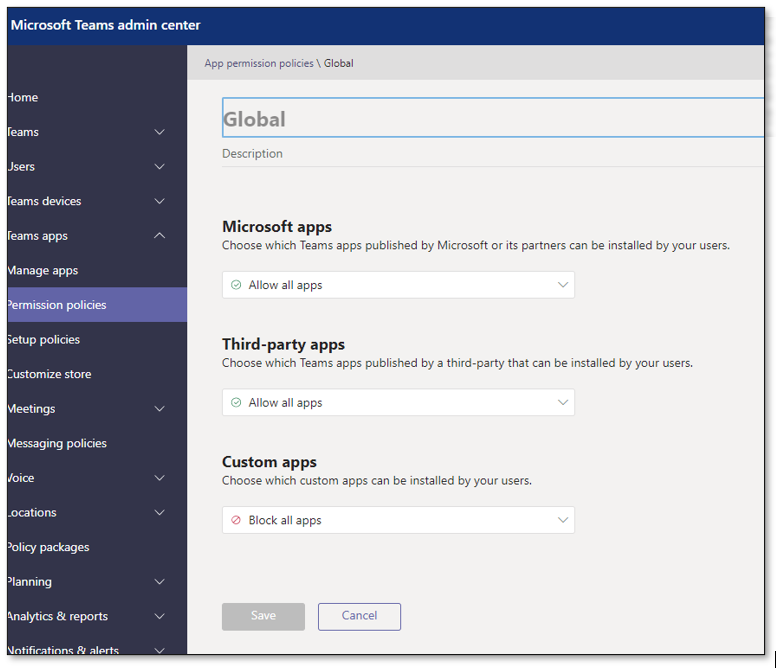 Microsoft Teams admin center
App permission policies \ Global
Home
Teams
Users
Teams devices
Teams apps
Manage apps
Permission policies
Setup policies
Customize store
Meetings
Messaging policies
Voice
Locations
Policy packages
Planning
Analytics & reports
Notifications & alerts
Global
Description
Microsoft apps
Choose which Teams apps published by Microsoft or its partners can be installed by your users.
Allow all apps
Third-party apps
Choose which Teams apps published by a third-party that can be installed by your users.
Allow all apps
Custom apps
Choose which custom apps can be installed by your users.
Block all apps
Save
Cancel